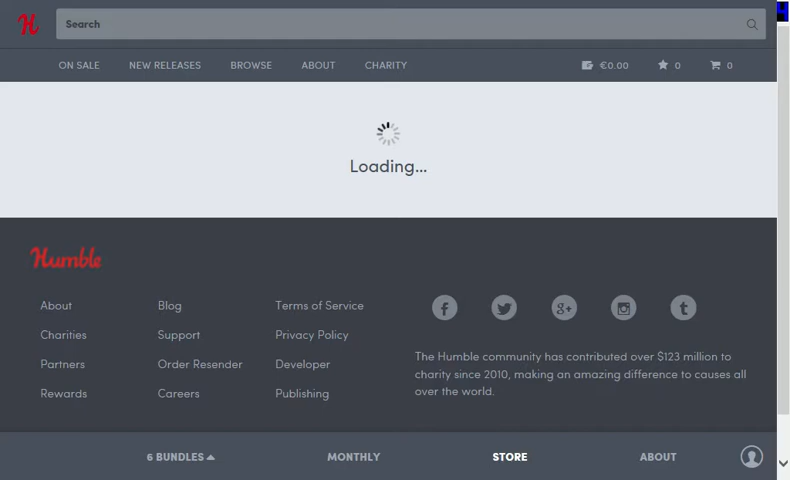 H
Search
ON SALE NEW RELEASES BROWSE ABOUT CHARITY €0.00 0 0
Loading...
Humble
About Blog Terms of Service
Charities Support Privacy Policy
Partners Order Resender Developer
Rewards Careers Publishing
f g+ t
The Humble community has contributed over $123 million to
charity since 2010, making an amazing difference to causes all
over the world.
6 BUNDLES MONTHLY STORE ABOUT